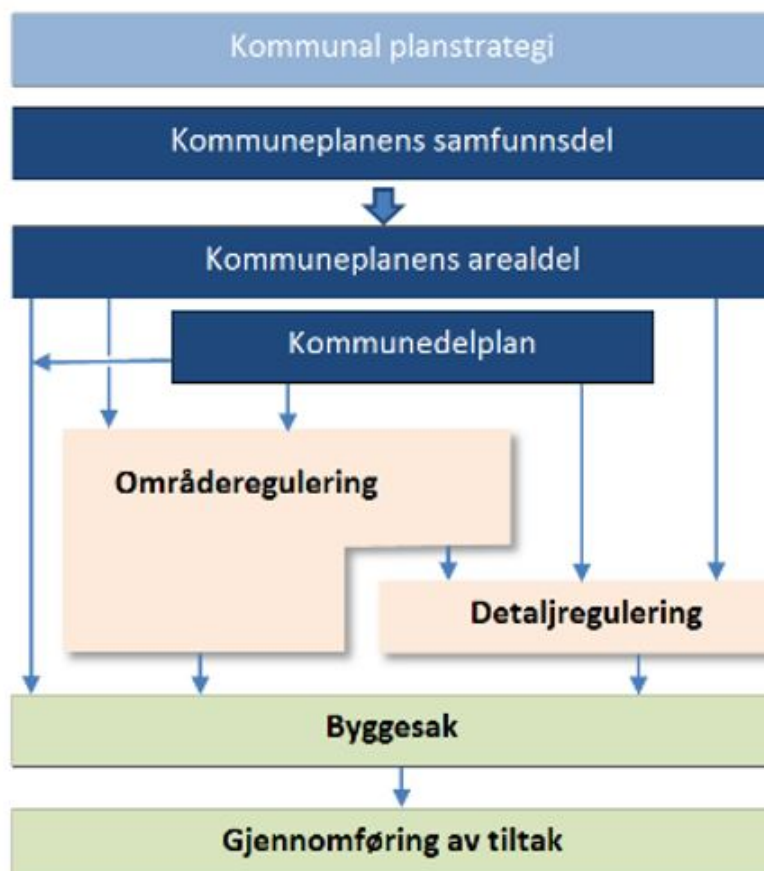 Kommunal planstrategi
Kommuneplanens samfunnsdel
Kommuneplanens arealdel
Kommunedelplan
Områderegulering
Detaljregulering
Byggesak
Gjennomføring av tiltak